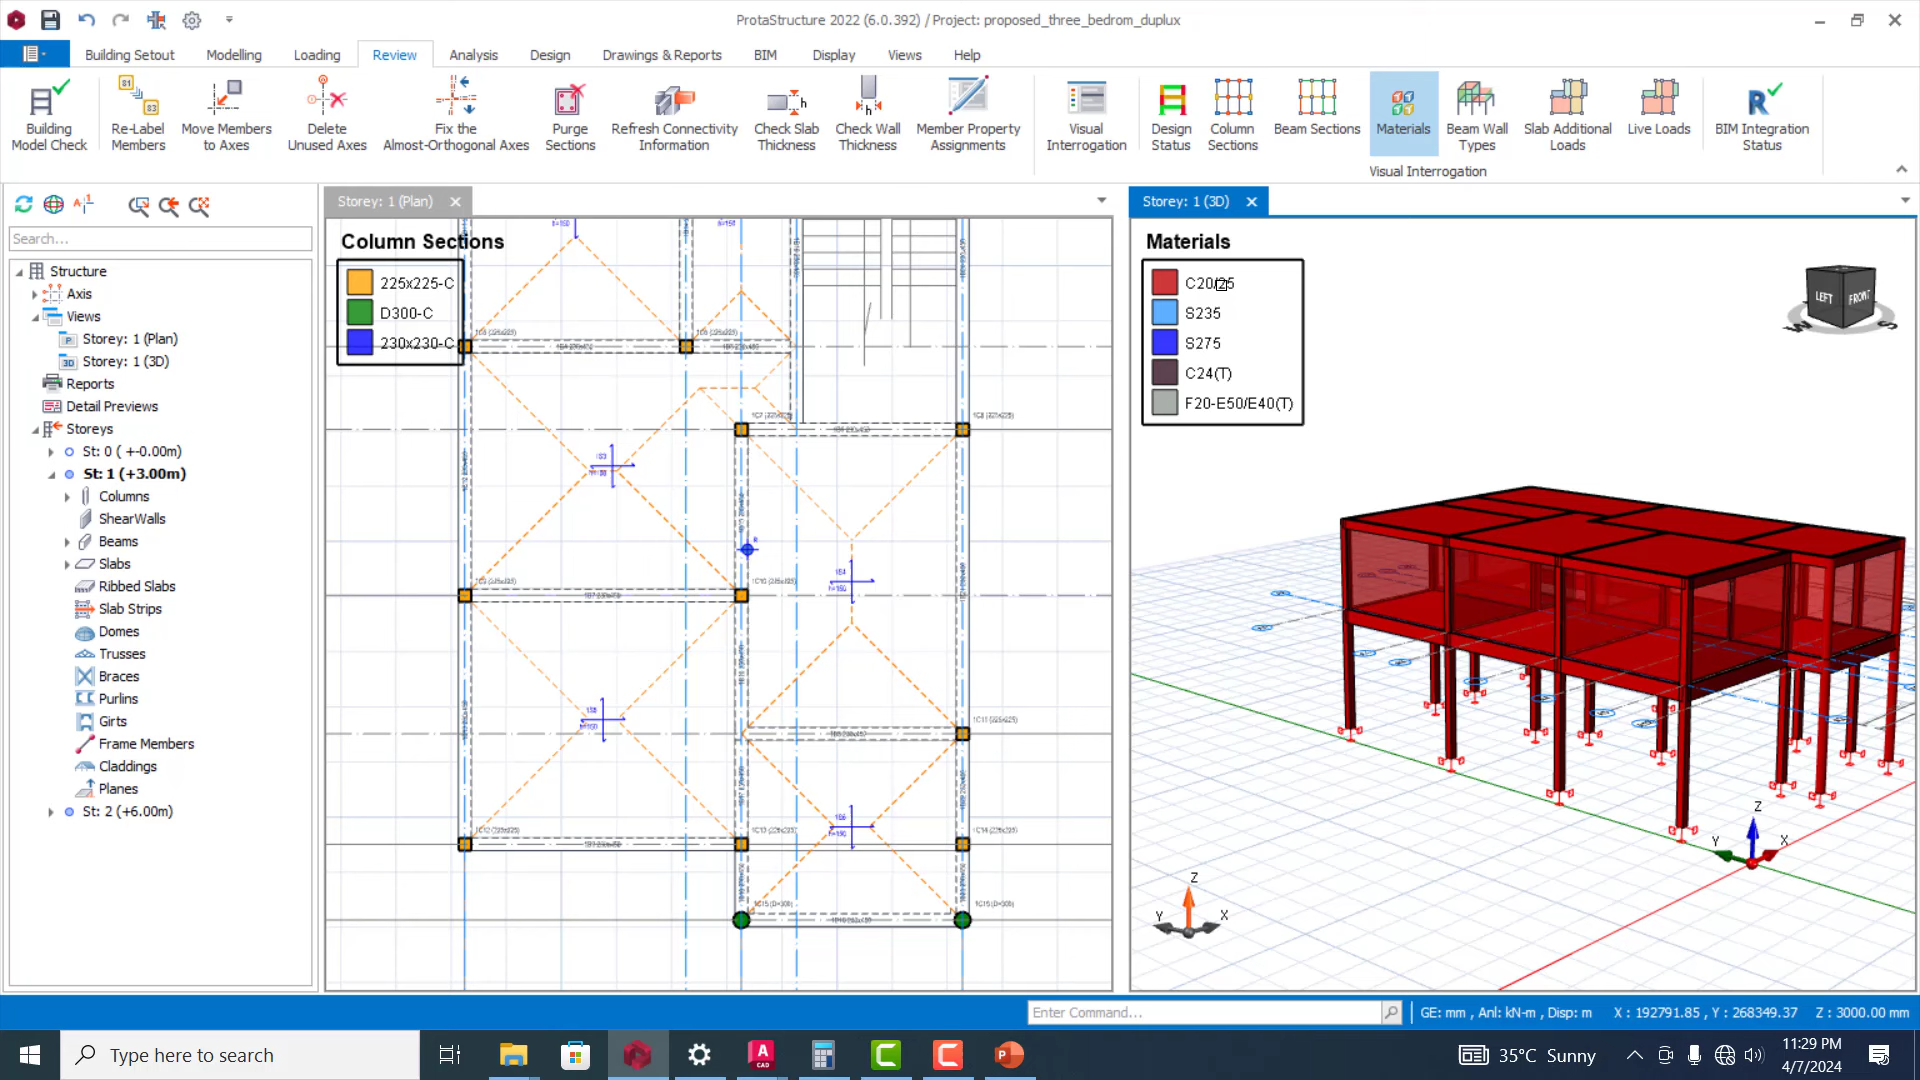 ProtaStructure 2022 (6.0.392) / Project: proposed_three_bedrom_duplux
Building Setout
Modelling
Loading
Review
Analysis
Design
Drawings & Reports
BIM
Display
Views
Help
Building Model Check
Re-Label Members
Move Members to Axes
Delete Unused Axes
Fix the Almost-Orthogonal Axes
Purge Sections
Refresh Connectivity Information
Check Slab Thickness
Check Wall Thickness
Member Property Assignments
Visual Interrogation
Design Status
Column Sections
Beam Sections
Materials
Beam Wall Types
Slab Additional Loads
Live Loads
BIM Integration Status
Visual Interrogation
Search...
Structure
Axis
Views
Storey: 1 (Plan)
Storey: 1 (3D)
Reports
Detail Previews
Storeys
St: 0 ( +-0.00m)
St: 1 (+3.00m)
Columns
ShearWalls
Beams
Slabs
Ribbed Slabs
Slab Strips
Domes
Trusses
Braces
Purlins
Girts
Frame Members
Claddings
Planes
St: 2 (+6.00m)
Storey: 1 (Plan)
Column Sections
225x225-C
D300-C
230x230-C
Storey: 1 (3D)
Materials
C20/25
S235
S275
C24(T)
F20-E50/E40(T)
LEFT
FRONT
W
S
Z
Y
X
Z
Y
X
Enter Command...
GE: mm , Anl: kN-m , Disp: m
X : 192791.85 , Y : 268349.37
Z : 3000.00 mm
Type here to search
35°C Sunny
11:29 PM
4/7/2024